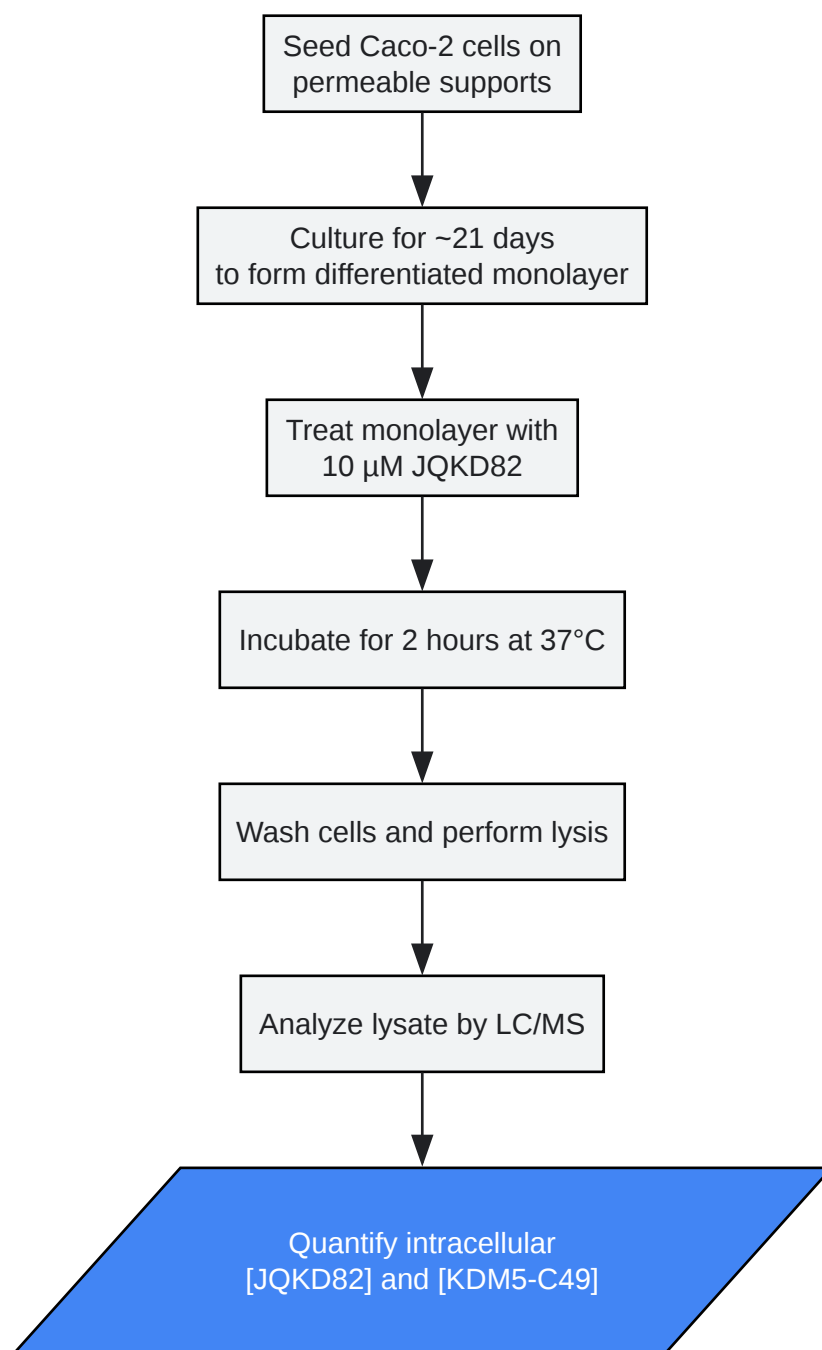 Seed Caco-2 cells on
permeable supports
Culture for ~21 days
to form differentiated monolayer
Treat monolayer with
10 µM JQKD82
Incubate for 2 hours at 37°C
Wash cells and perform lysis
Analyze lysate by LC/MS
Quantify intracellular
[JQKD82] and [KDM5-C49]